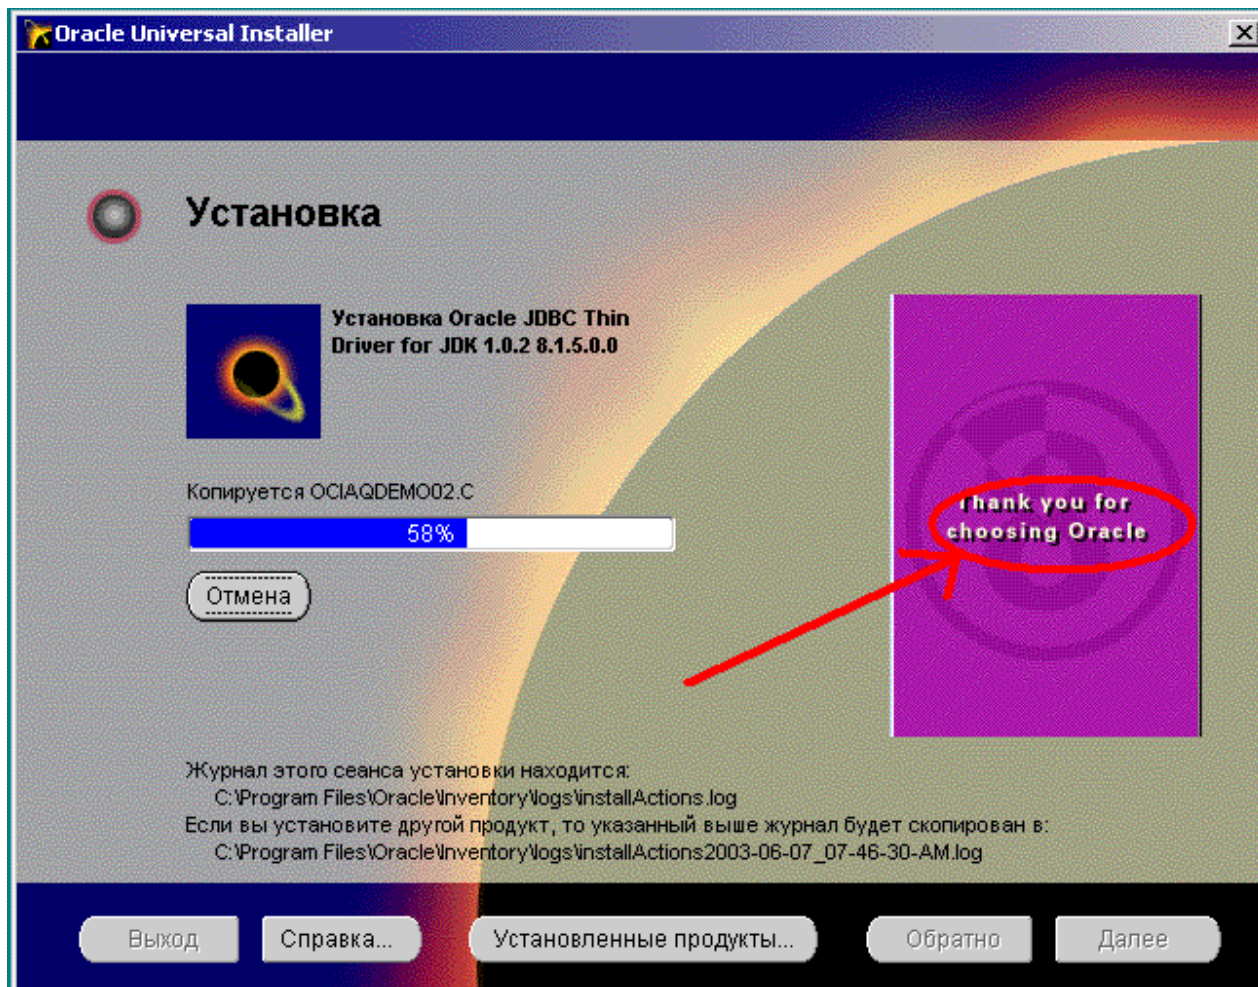 Oracle Universal Installer
Установка
Установка Oracle JDBC Thin
Driver for JDK 1.0.2 8.1.5.0.0
Копируется OCIAQDEMO02.C
58%
Отмена
Thank you for
choosing Oracle
Журнал этого сеанса установки находится:
C:\Program Files\Oracle\Inventory\logs\installActions.log
Если вы установите другой продукт, то указанный выше журнал будет скопирован в:
C:\Program Files\Oracle\Inventory\logs\installActions2003-06-07_07-46-30-AM.log
Выход
Справка...
Установленные продукты...
Обратно
Далее